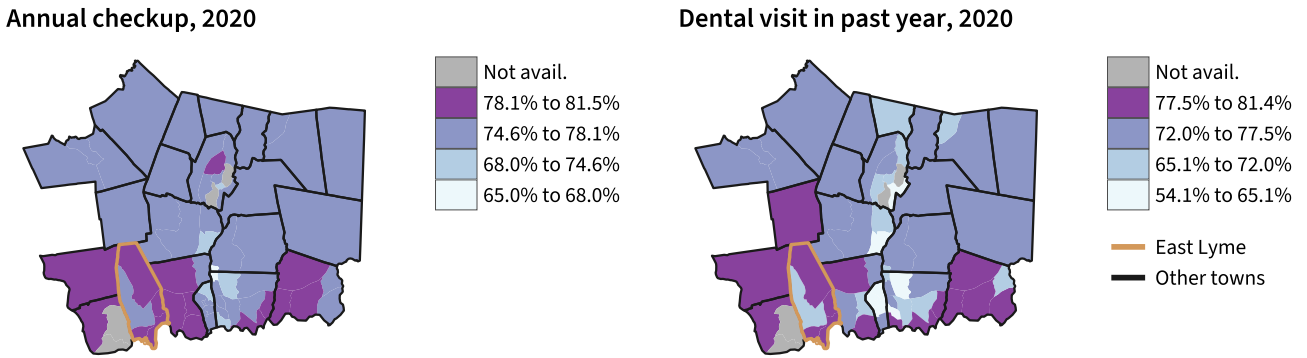 Annual checkup, 2020
Not avail.
78.1% to 81.5%
74.6% to 78.1%
68.0% to 74.6%
65.0% to 68.0%
Dental visit in past year, 2020
Not avail.
77.5% to 81.4%
72.0% to 77.5%
65.1% to 72.0%
54.1% to 65.1%
East Lyme
Other towns